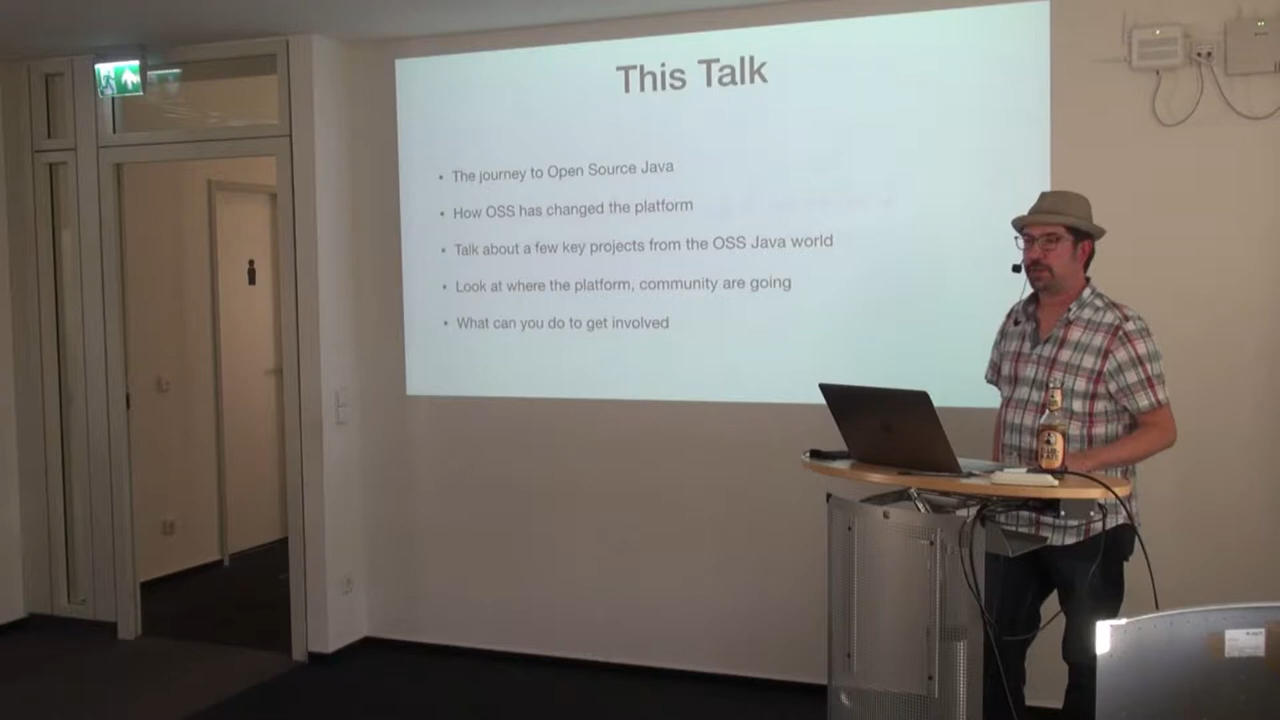 This Talk
• The journey to Open Source Java
• How OSS has changed the platform
• Talk about a few key projects from the OSS Java world
• Look at where the platform, community are going
• What can you do to get involved